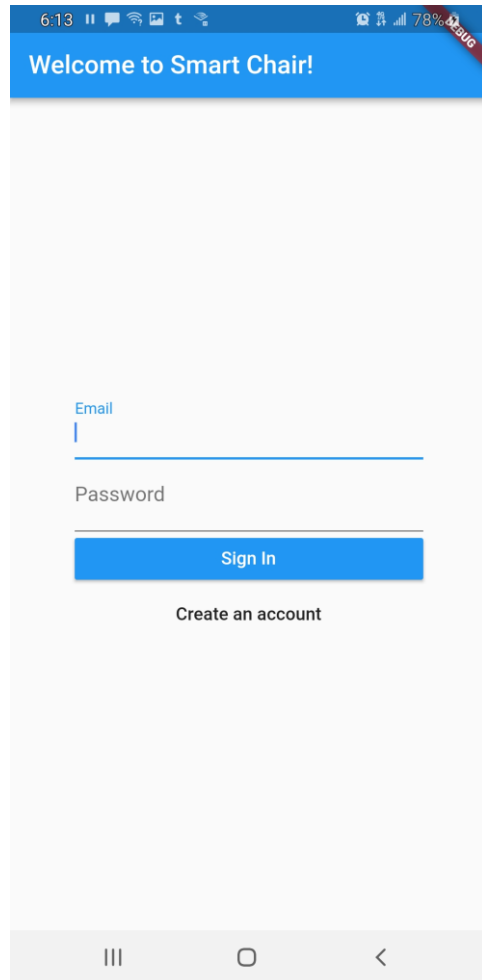 6:13 t 78%
DEBUG
Welcome to Smart Chair!
Email
Password
Sign In
Create an account